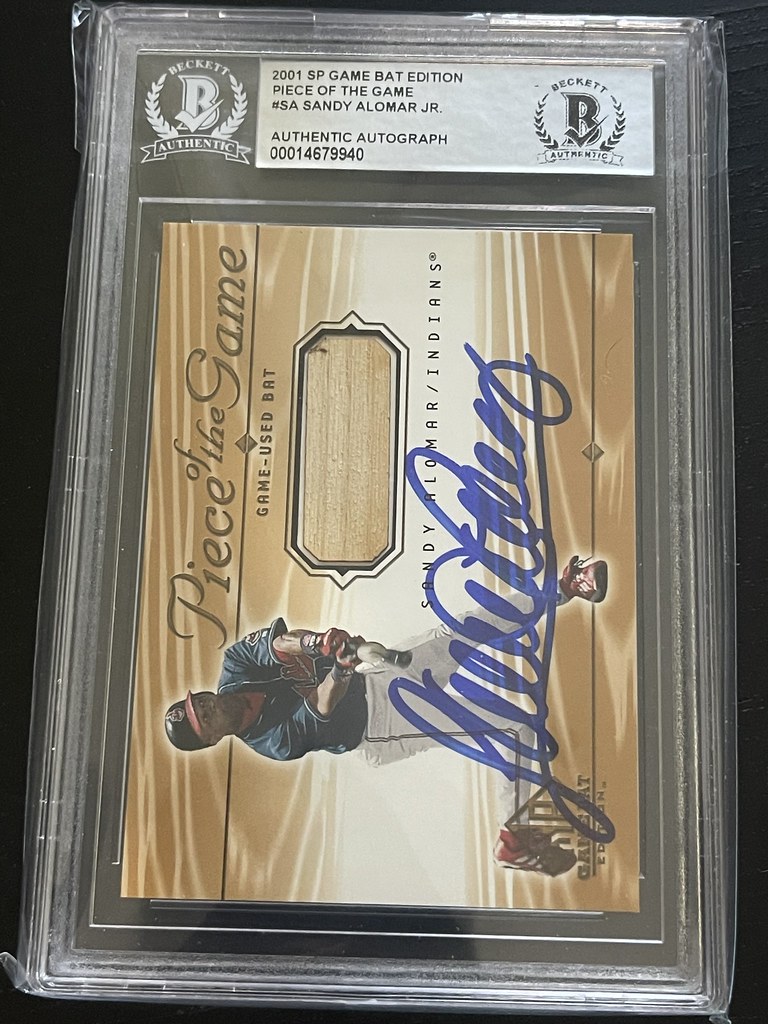 BECKETT
B
AUTHENTIC
2001 SP GAME BAT EDITION
PIECE OF THE GAME
#SA SANDY ALOMAR JR.
AUTHENTIC AUTOGRAPH
00014679940
BECKETT
B
AUTHENTIC
Piece of the Game
GAME-USED BAT
SANDY ALOMAR/INDIANS®